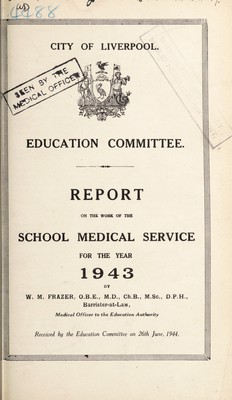 4488
CITY OF LIVERPOOL.
SEEN BY THE
MEDICAL OFFICER
EDUCATION COMMITTEE.
REPORT
ON THE WORK OF THE
SCHOOL MEDICAL SERVICE
FOR THE YEAR
1943
BY
W. M. FRAZER, O.B.E., M.D., Ch.B., M.Sc., D.P.H.,
Barrister-at-Law,
Medical Officer to the Education Authority
Received by the Education Committee on 26th June, 1944.